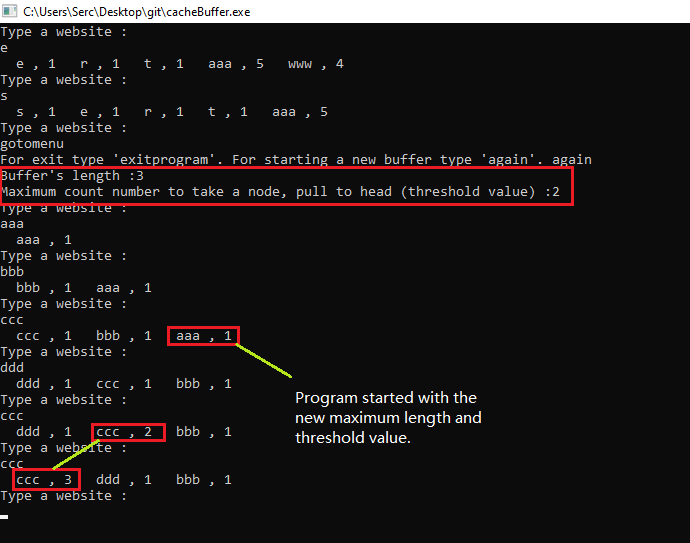 C:\Users\Serc\Desktop\git\cacheBuffer.exe
Type a website :
e
e , 1 r , 1 t , 1 aaa , 5 www , 4
Type a website :
s
s , 1 e , 1 r , 1 t , 1 aaa , 5
Type a website :
gotomenu
For exit type 'exitprogram'. For starting a new buffer type 'again'. again
Buffer's length :3
Maximum count number to take a node, pull to head (threshold value) :2
Type a website :
aaa
aaa , 1
Type a website :
bbb
bbb , 1 aaa , 1
Type a website :
ccc
ccc , 1 bbb , 1 aaa , 1
Type a website :
ddd
ddd , 1 ccc , 1 bbb , 1
Type a website :
ccc
ddd , 1 ccc , 2 bbb , 1
Type a website :
ccc
ccc , 3 ddd , 1 bbb , 1
Type a website :
Program started with the
new maximum length and
threshold value.